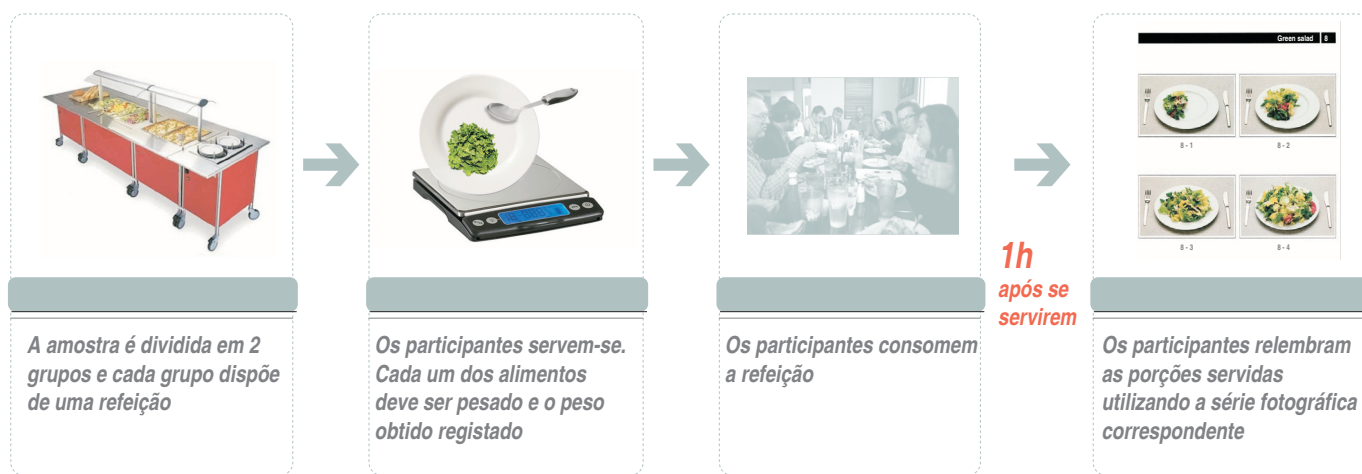 A amostra é dividida em 2
grupos e cada grupo dispõe
de uma refeição
Os participantes servem-se.
Cada um dos alimentos
deve ser pesado e o peso
obtido registado
Os participantes consomem
a refeição
1h
após se
servirem
Green salad 8
8 - 1
8 - 2
8 - 3
8 - 4
Os participantes relembram
as porções servidas
utilizando a série fotográfica
correspondente